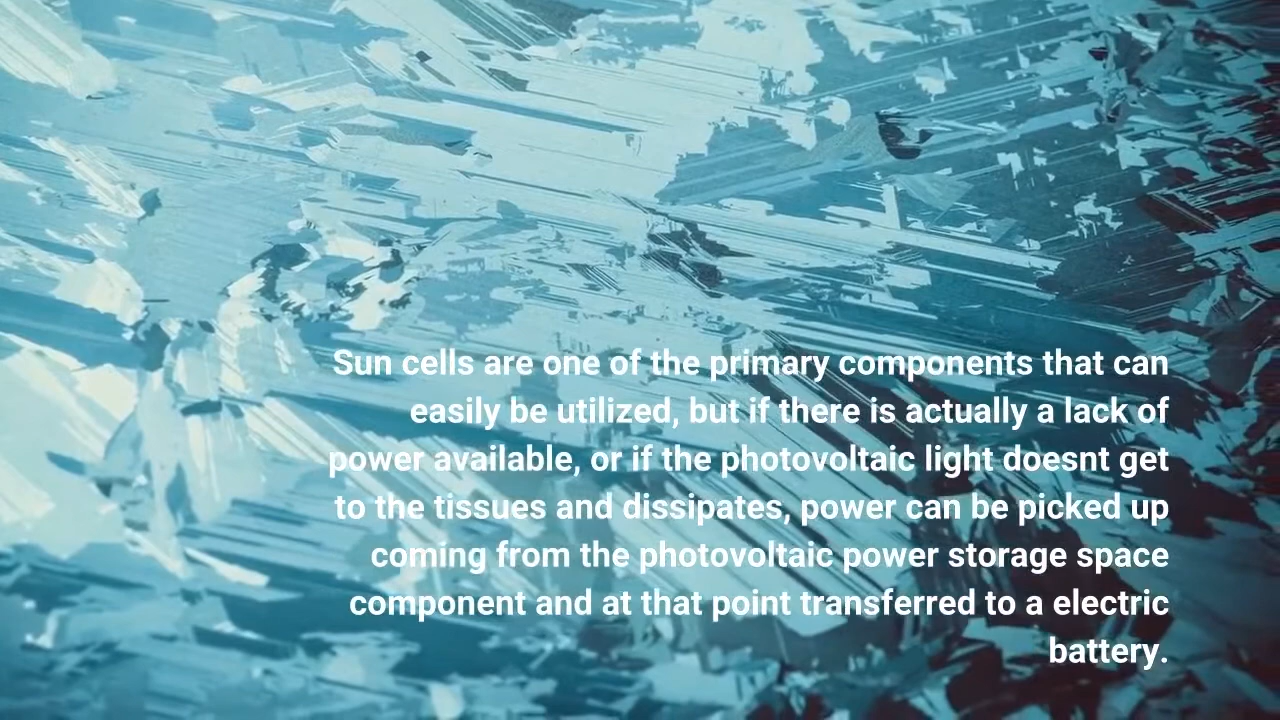 Sun cells are one of the primary components that can
easily be utilized, but if there is actually a lack of
power available, or if the photovoltaic light doesnt get
to the tissues and dissipates, power can be picked up
coming from the photovoltaic power storage space
component and at that point transferred to a electric
battery.